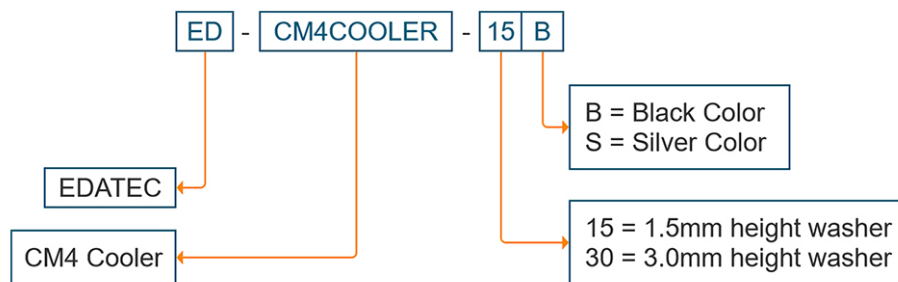 ED - CM4COOLER - 15 B
B = Black Color
S = Silver Color
EDATEC
15 = 1.5mm height washer
30 = 3.0mm height washer
CM4 Cooler